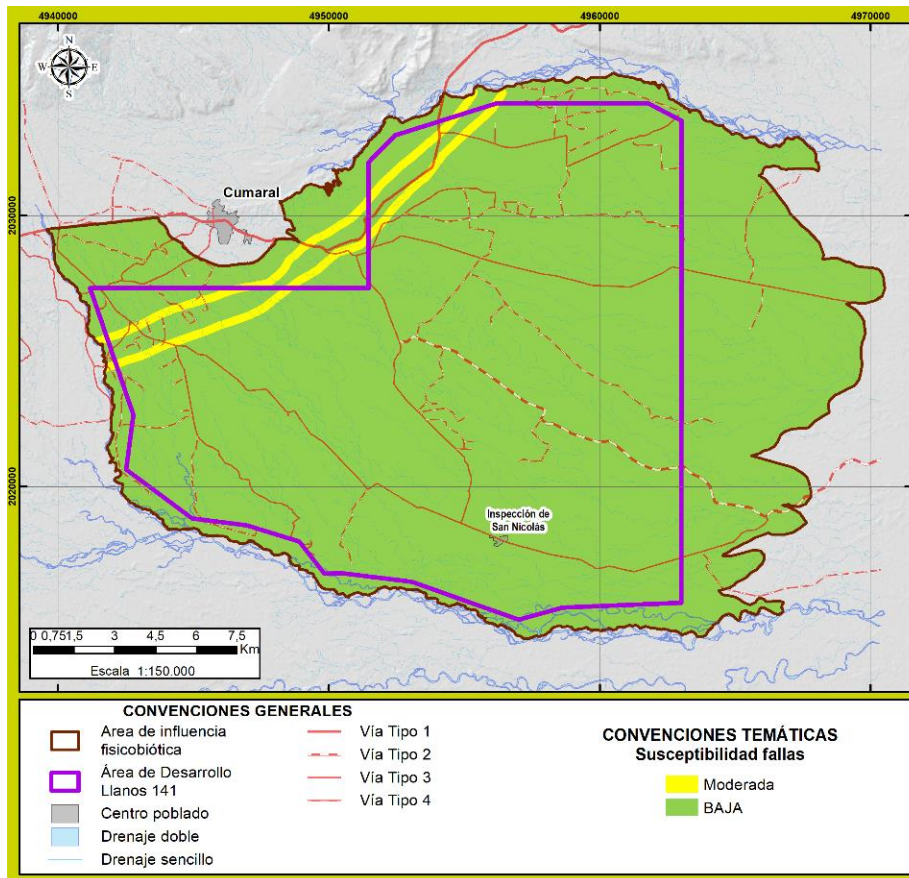 4940000
4950000
4960000
4970000
N
W E
S
Cumaral
2030000
2020000
Inspección de
San Nicolás
0 0,751,5 3 4,5 6 7,5
Km
Escala 1:150.000
CONVENCIONES GENERALES
Area de influencia
fisicobiótica
Área de Desarrollo
Llanos 141
Centro poblado
Drenaje doble
Drenaje sencillo
Vía Tipo 1
Vía Tipo 2
Vía Tipo 3
Vía Tipo 4
CONVENCIONES TEMÁTICAS
Susceptibilidad fallas
Moderada
BAJA